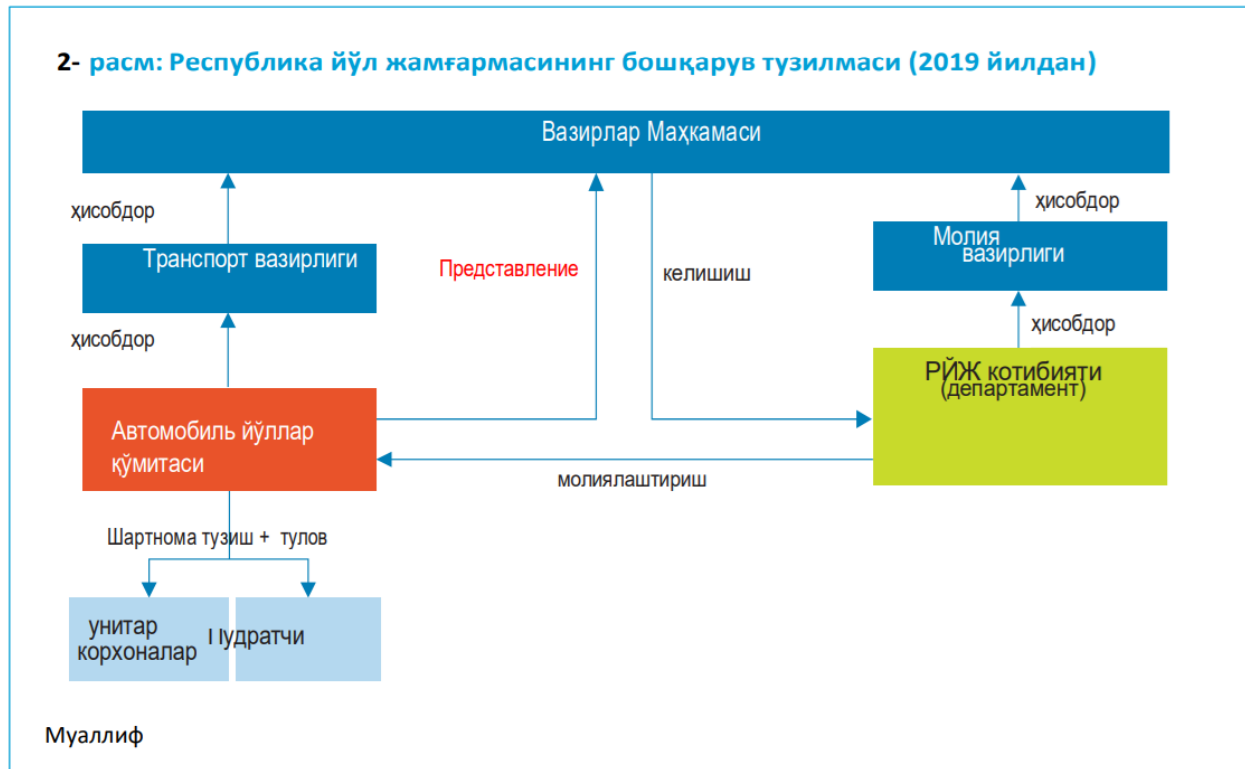 2- расм: Республика йўл жамғармасининг бошқарув тузилмаси (2019 йилдан)
Вазирлар Маҳкамаси
ҳисобдор
ҳисобдор
Транспорт вазирлиги
Представление
келишиш
Молия
вазирлиги
ҳисобдор
ҳисобдор
РЙЖ котибияти
(департамент)
Автомобиль йўллар
қўмитаси
молиялаштириш
Шартнома тузиш + тулов
унитар
корхоналар
Пудратчи
Муаллиф